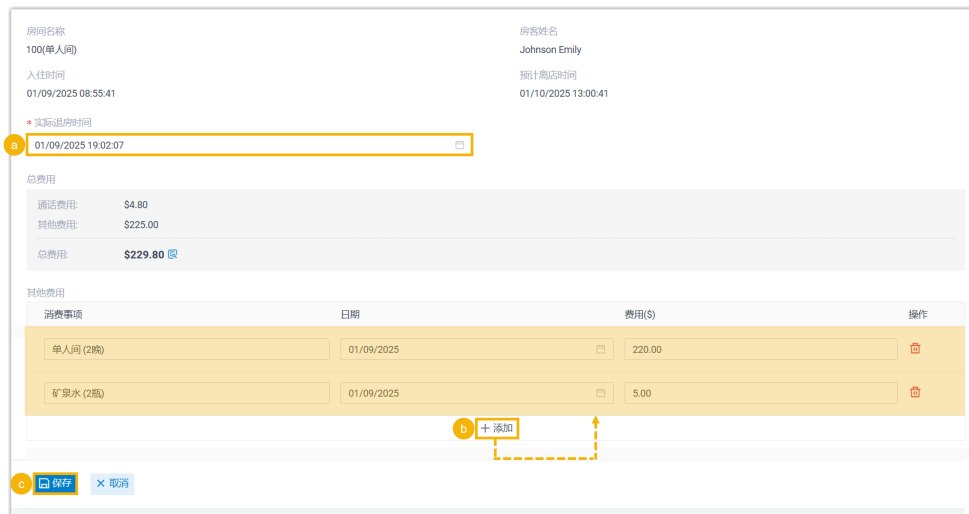 房间名称 房客姓名
100(单人间) Johnson Emily
入住时间 预计离店时间
01/09/2025 08:55:41 01/10/2025 13:00:41
* 实际退房时间
a 01/09/2025 19:02:07
总费用
通话费用: $4.80
其他费用: $225.00
总费用: $229.80
其他费用
消费事项 日期 费用($) 操作
单人间 (2晚) 01/09/2025 220.00
矿泉水 (2瓶) 01/09/2025 5.00
b + 添加
c 保存 × 取消